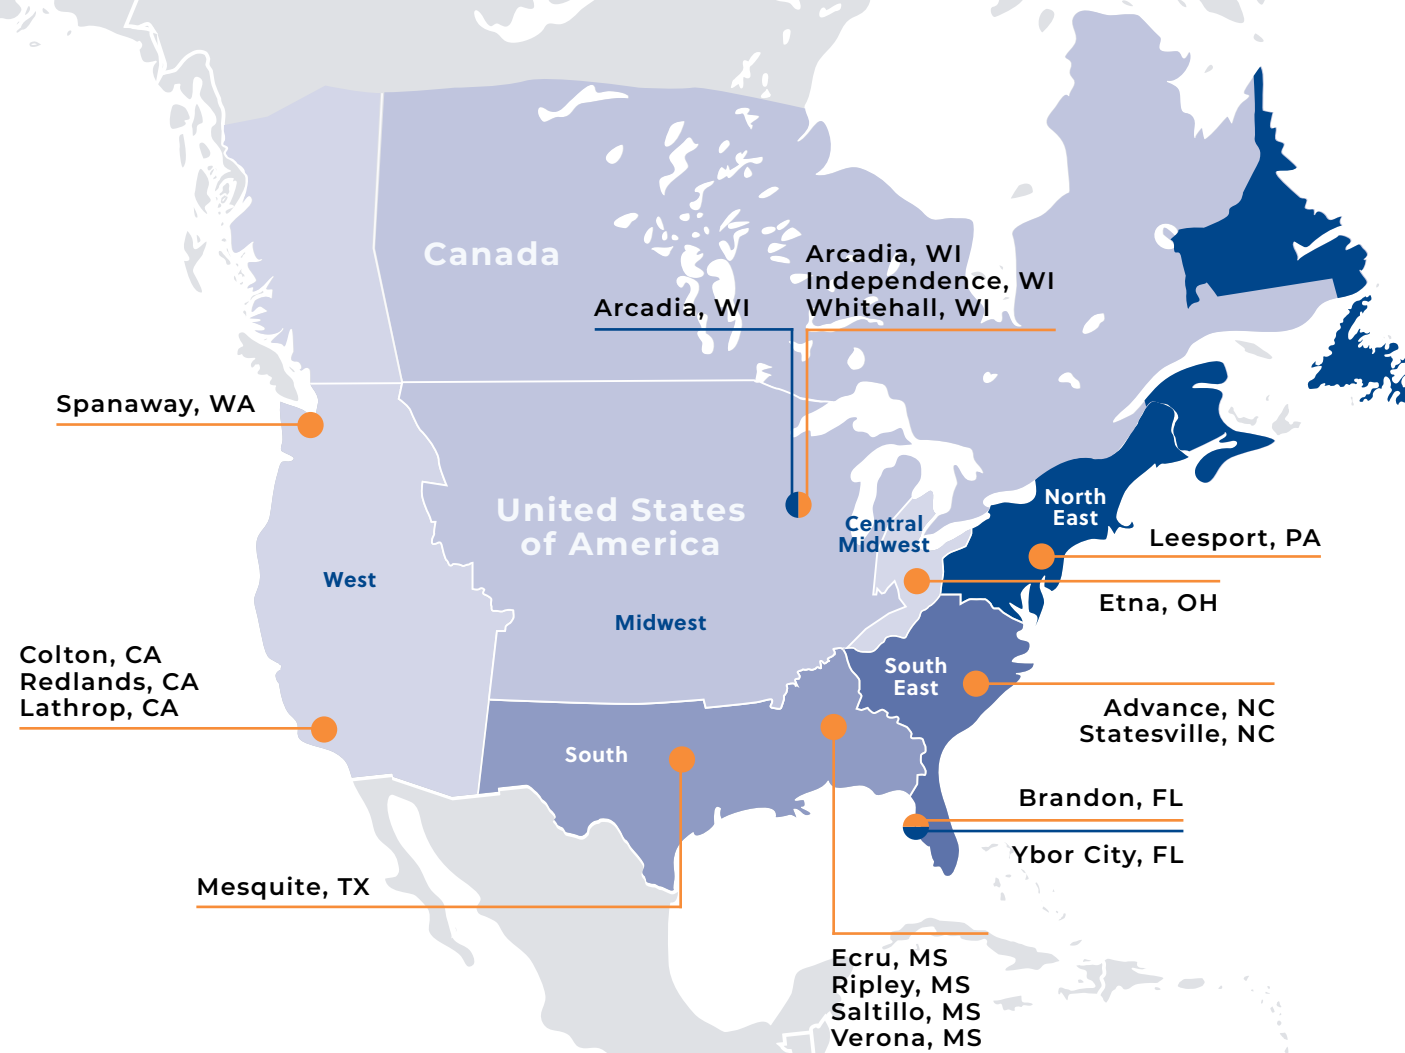 Canada
Arcadia, WI
Independence, WI
Whitehall, WI
Arcadia, WI
Spanaway, WA
United States
of America
North
East
Central
Midwest
Leesport, PA
West
Etna, OH
Midwest
Colton, CA
Redlands, CA
Lathrop, CA
South
East
Advance, NC
Statesville, NC
South
Brandon, FL
Ybor City, FL
Mesquite, TX
Ecru, MS
Ripley, MS
Saltillo, MS
Verona, MS